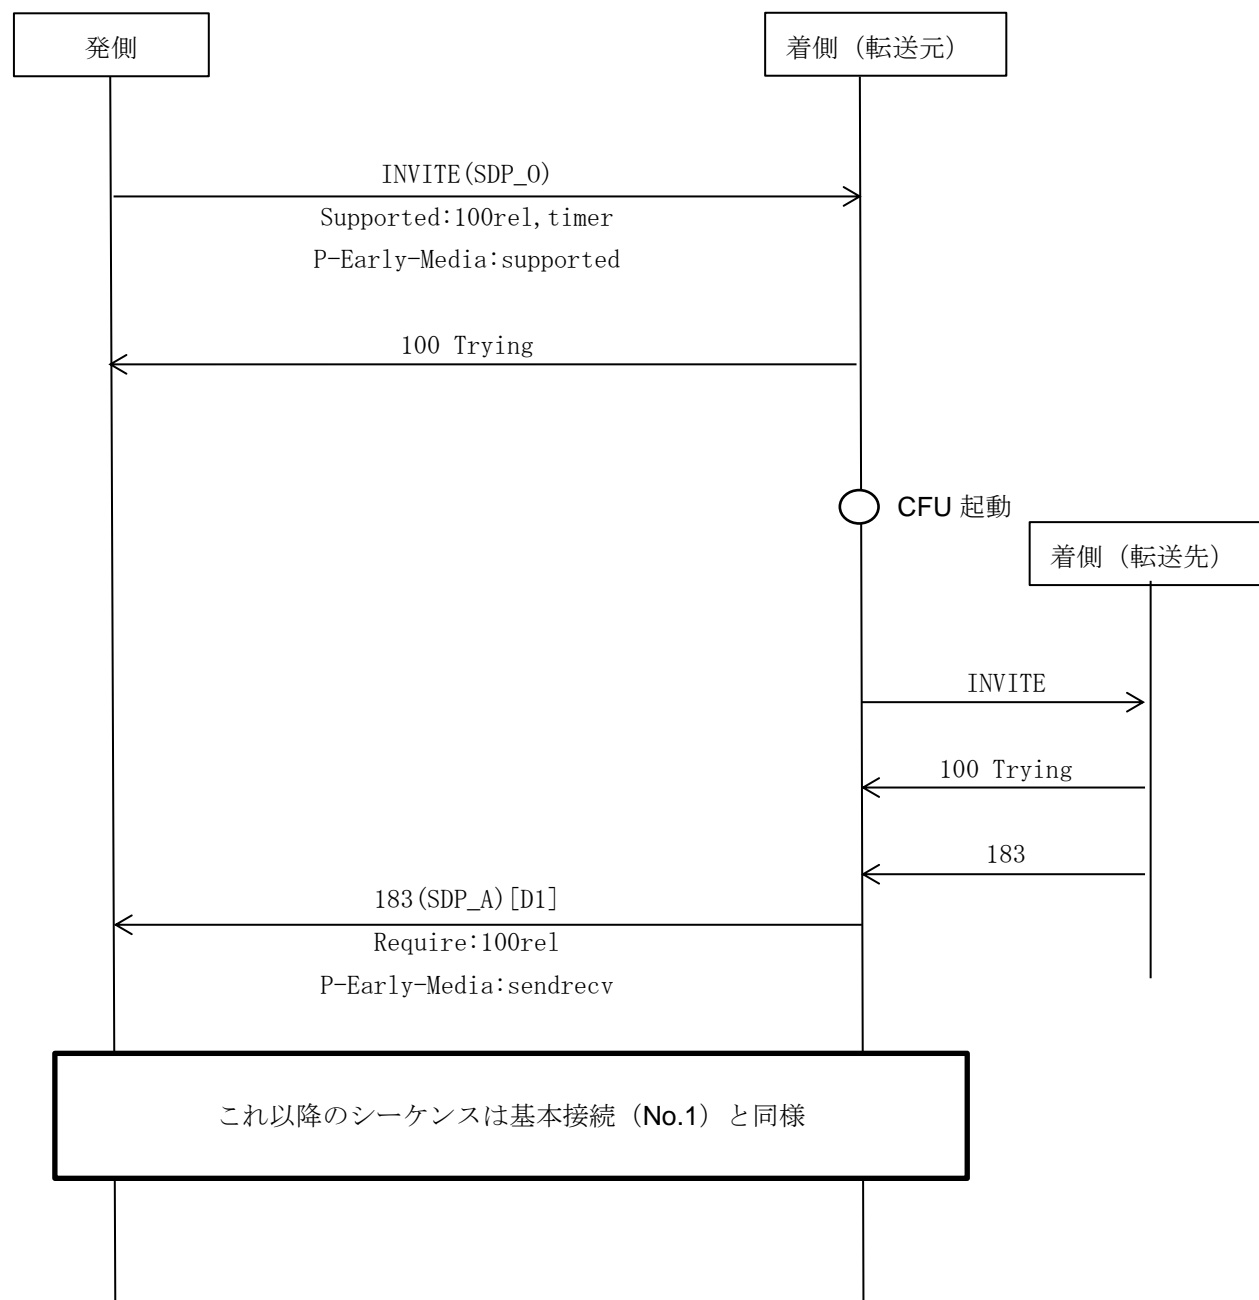 発側
着側（転送元）
INVITE(SDP_O)
Supported:100rel,timer
P-Early-Media:supported
100 Trying
CFU 起動
着側（転送先）
INVITE
100 Trying
183
183(SDP_A)[D1]
Require:100rel
P-Early-Media:sendrecv
これ以降のシーケンスは基本接続（No.1）と同様